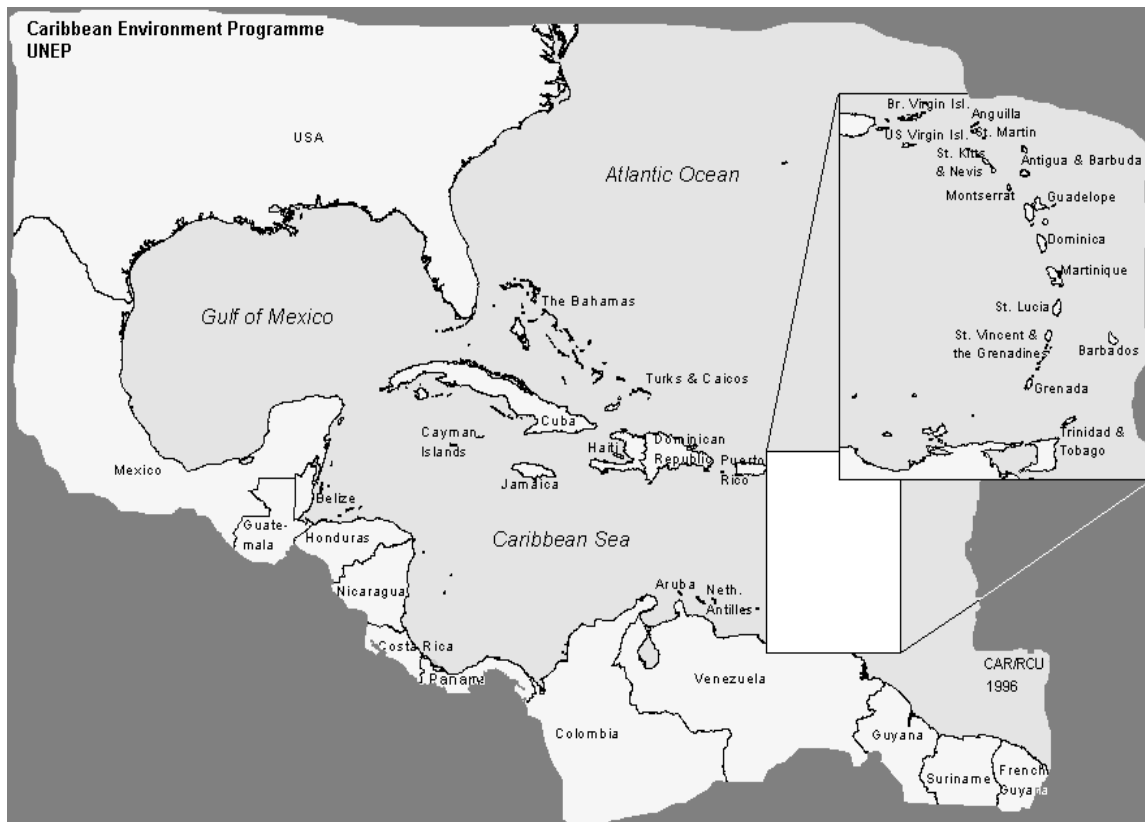 Caribbean Environment Programme
UNEP
USA
Atlantic Ocean
Gulf of Mexico
The Bahamas
Turks & Caicos
Cuba
Cayman
Islands
Haiti
Dominican
Republic
Puerto
Rico
Jamaica
Mexico
Belize
Guate-
mala
Honduras
Caribbean Sea
Nicaragua
Aruba
Neth.
Antilles
Costa Rica
Panama
Venezuela
Colombia
Guyana
Suriname
French
Guyana
CAR/RCU
1996
Br. Virgin Isl.
Anguilla
US Virgin Isl.
St. Martin
St. Kitts
& Nevis
Antigua & Barbuda
Montserrat
Guadelope
Dominica
Martinique
St. Lucia
St. Vincent &
the Grenadines
Barbados
Grenada
Trinidad &
Tobago